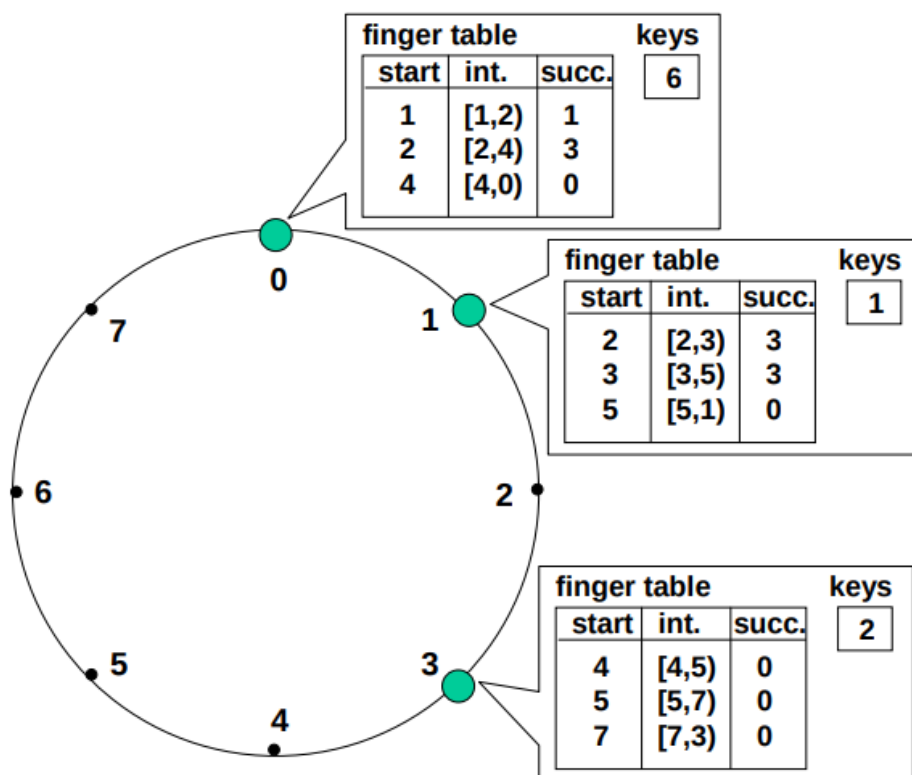 finger table keys
start int. succ. 6
1 [1,2) 1
2 [2,4) 3
4 [4,0) 0
0
finger table keys
start int. succ. 1
2 [2,3) 3
3 [3,5) 3
5 [5,1) 0
1
7
6
2
finger table keys
start int. succ. 2
4 [4,5) 0
5 [5,7) 0
7 [7,3) 0
3
5
4